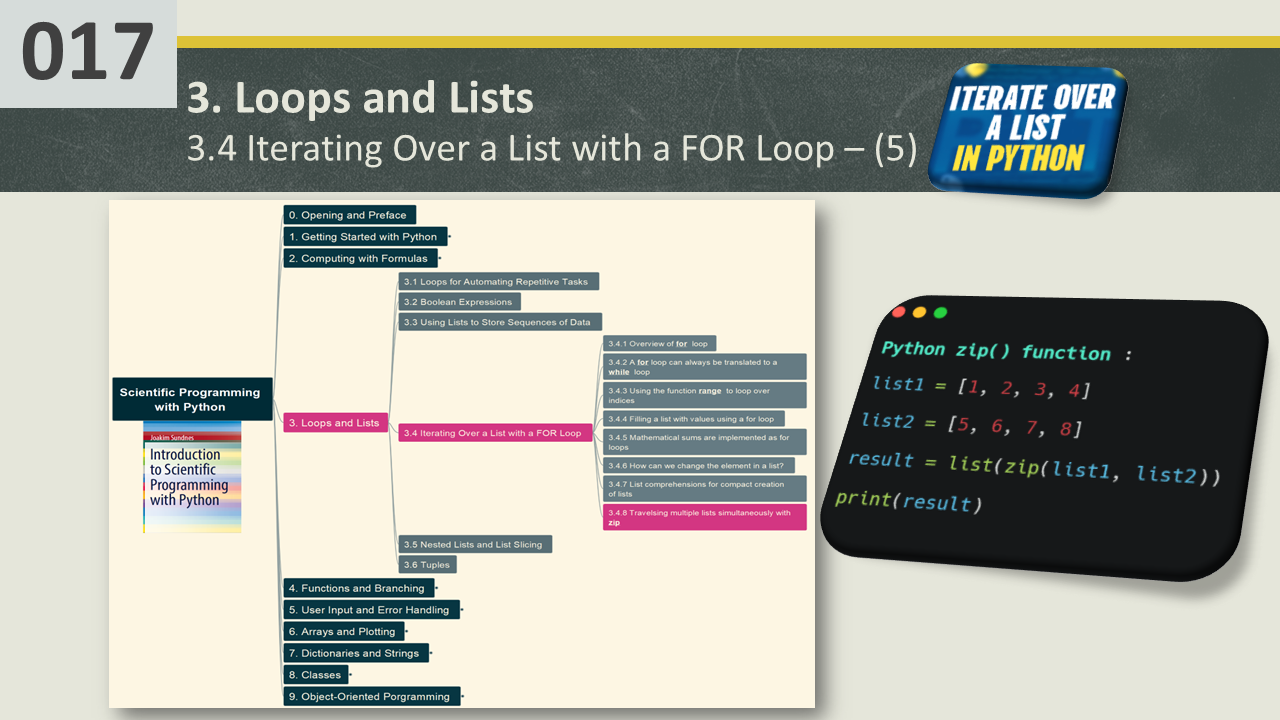 017
3. Loops and Lists
3.4 Iterating Over a List with a FOR Loop – (5)
ITERATE OVER
A LIST
IN PYTHON
0. Opening and Preface
1. Getting Started with Python
2. Computing with Formulas
3.1 Loops for Automating Repetitive Tasks
3.2 Boolean Expressions
3.3 Using Lists to Store Sequences of Data
3.4.1 Overview of for loop
3.4.2 A for loop can always be translated to a
while loop
3.4.3 Using the function range to loop over
indices
3.4.4 Filling a list with values using a for loop
3.4.5 Mathematical sums are implemented as for
loops
3.4.6 How can we change the element in a list?
3.4.7 List comprehensions for compact creation
of lists
3.4.8 Travelsing multiple lists simultaneously with
zip
Scientific Programming
with Python
3. Loops and Lists
3.4 Iterating Over a List with a FOR Loop
Joakim Sundnes
Introduction
to Scientific
Programming
with Python
3.5 Nested Lists and List Slicing
3.6 Tuples
4. Functions and Branching
5. User Input and Error Handling
6. Arrays and Plotting
7. Dictionaries and Strings
8. Classes
9. Object-Oriented Porgramming
Python zip() function :
list1 = [1, 2, 3, 4]
list2 = [5, 6, 7, 8]
result = list(zip(list1, list2))
print(result)